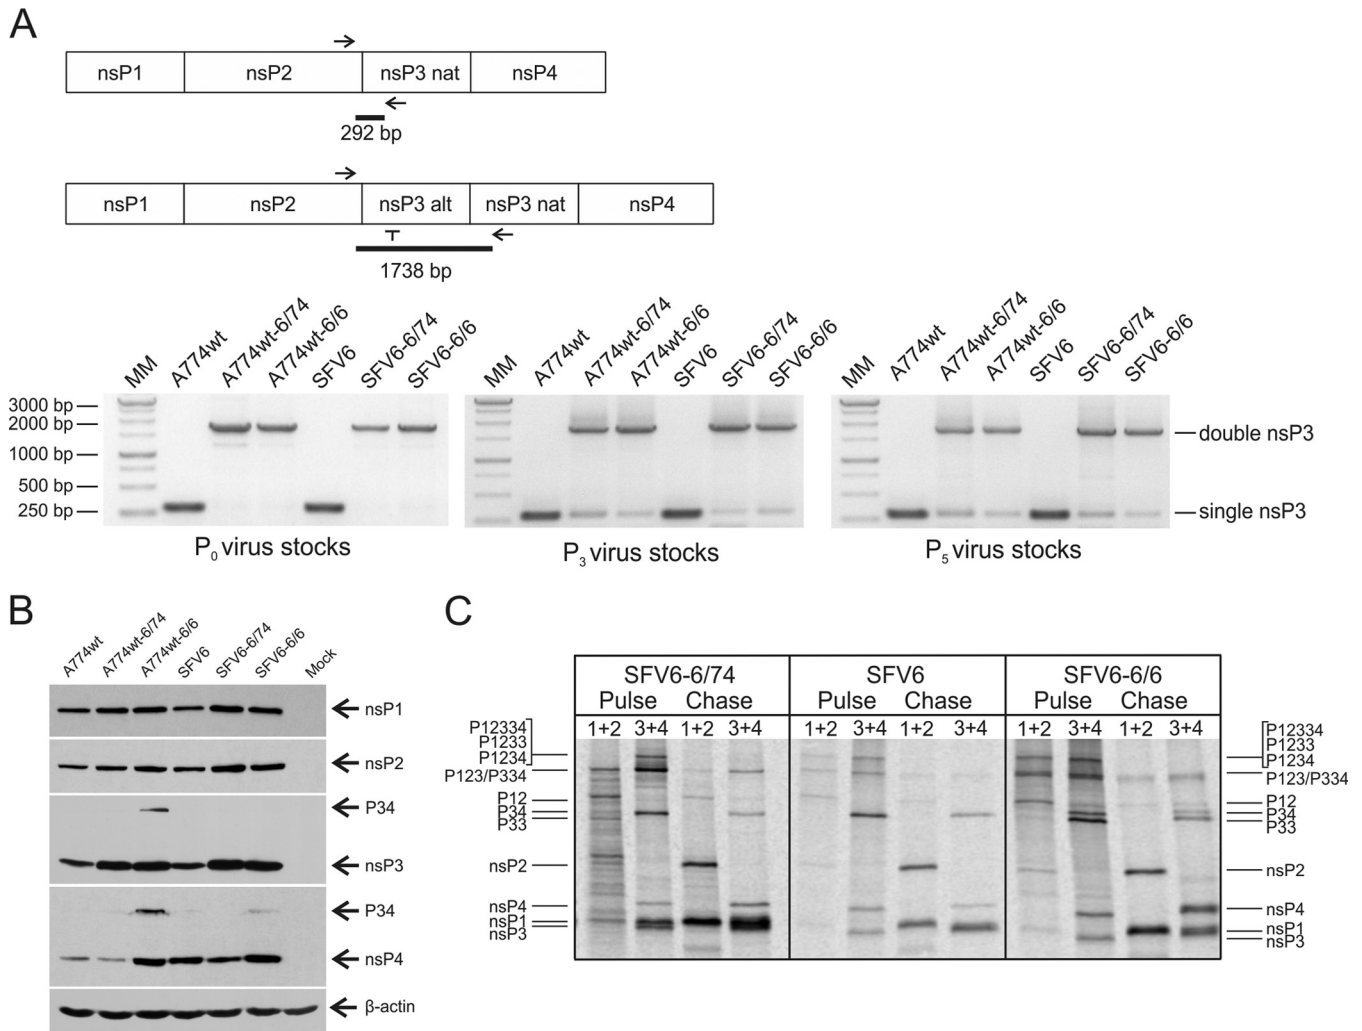 A
nsP1 nsP2 nsP3 nat nsP4
292 bp
nsP1 nsP2 nsP3 alt nsP3 nat nsP4
1738 bp
MM A774wt A774wt-6/74 A774wt-6/6 SFV6 SFV6-6/74 SFV6-6/6
MM A774wt A774wt-6/74 A774wt-6/6 SFV6 SFV6-6/74 SFV6-6/6
MM A774wt A774wt-6/74 A774wt-6/6 SFV6 SFV6-6/74 SFV6-6/6
3000 bp
2000 bp
1000 bp
500 bp
250 bp
double nsP3
single nsP3
P0 virus stocks
P3 virus stocks
P5 virus stocks
B
A774wt A774wt-6/74 A774wt-6/6 SFV6 SFV6-6/74 SFV6-6/6 Mock
nsP1
nsP2
P34
nsP3
P34
nsP4
β-actin
C
SFV6-6/74 SFV6 SFV6-6/6
Pulse Chase Pulse Chase Pulse Chase
1+2 3+4 1+2 3+4 1+2 3+4 1+2 3+4 1+2 3+4 1+2 3+4
P12334
P1233
P1234
P123/P334
P12
P34
P33
nsP2
nsP4
nsP1
nsP3
P12334
P1233
P1234
P123/P334
P12
P34
P33
nsP2
nsP4
nsP1
nsP3